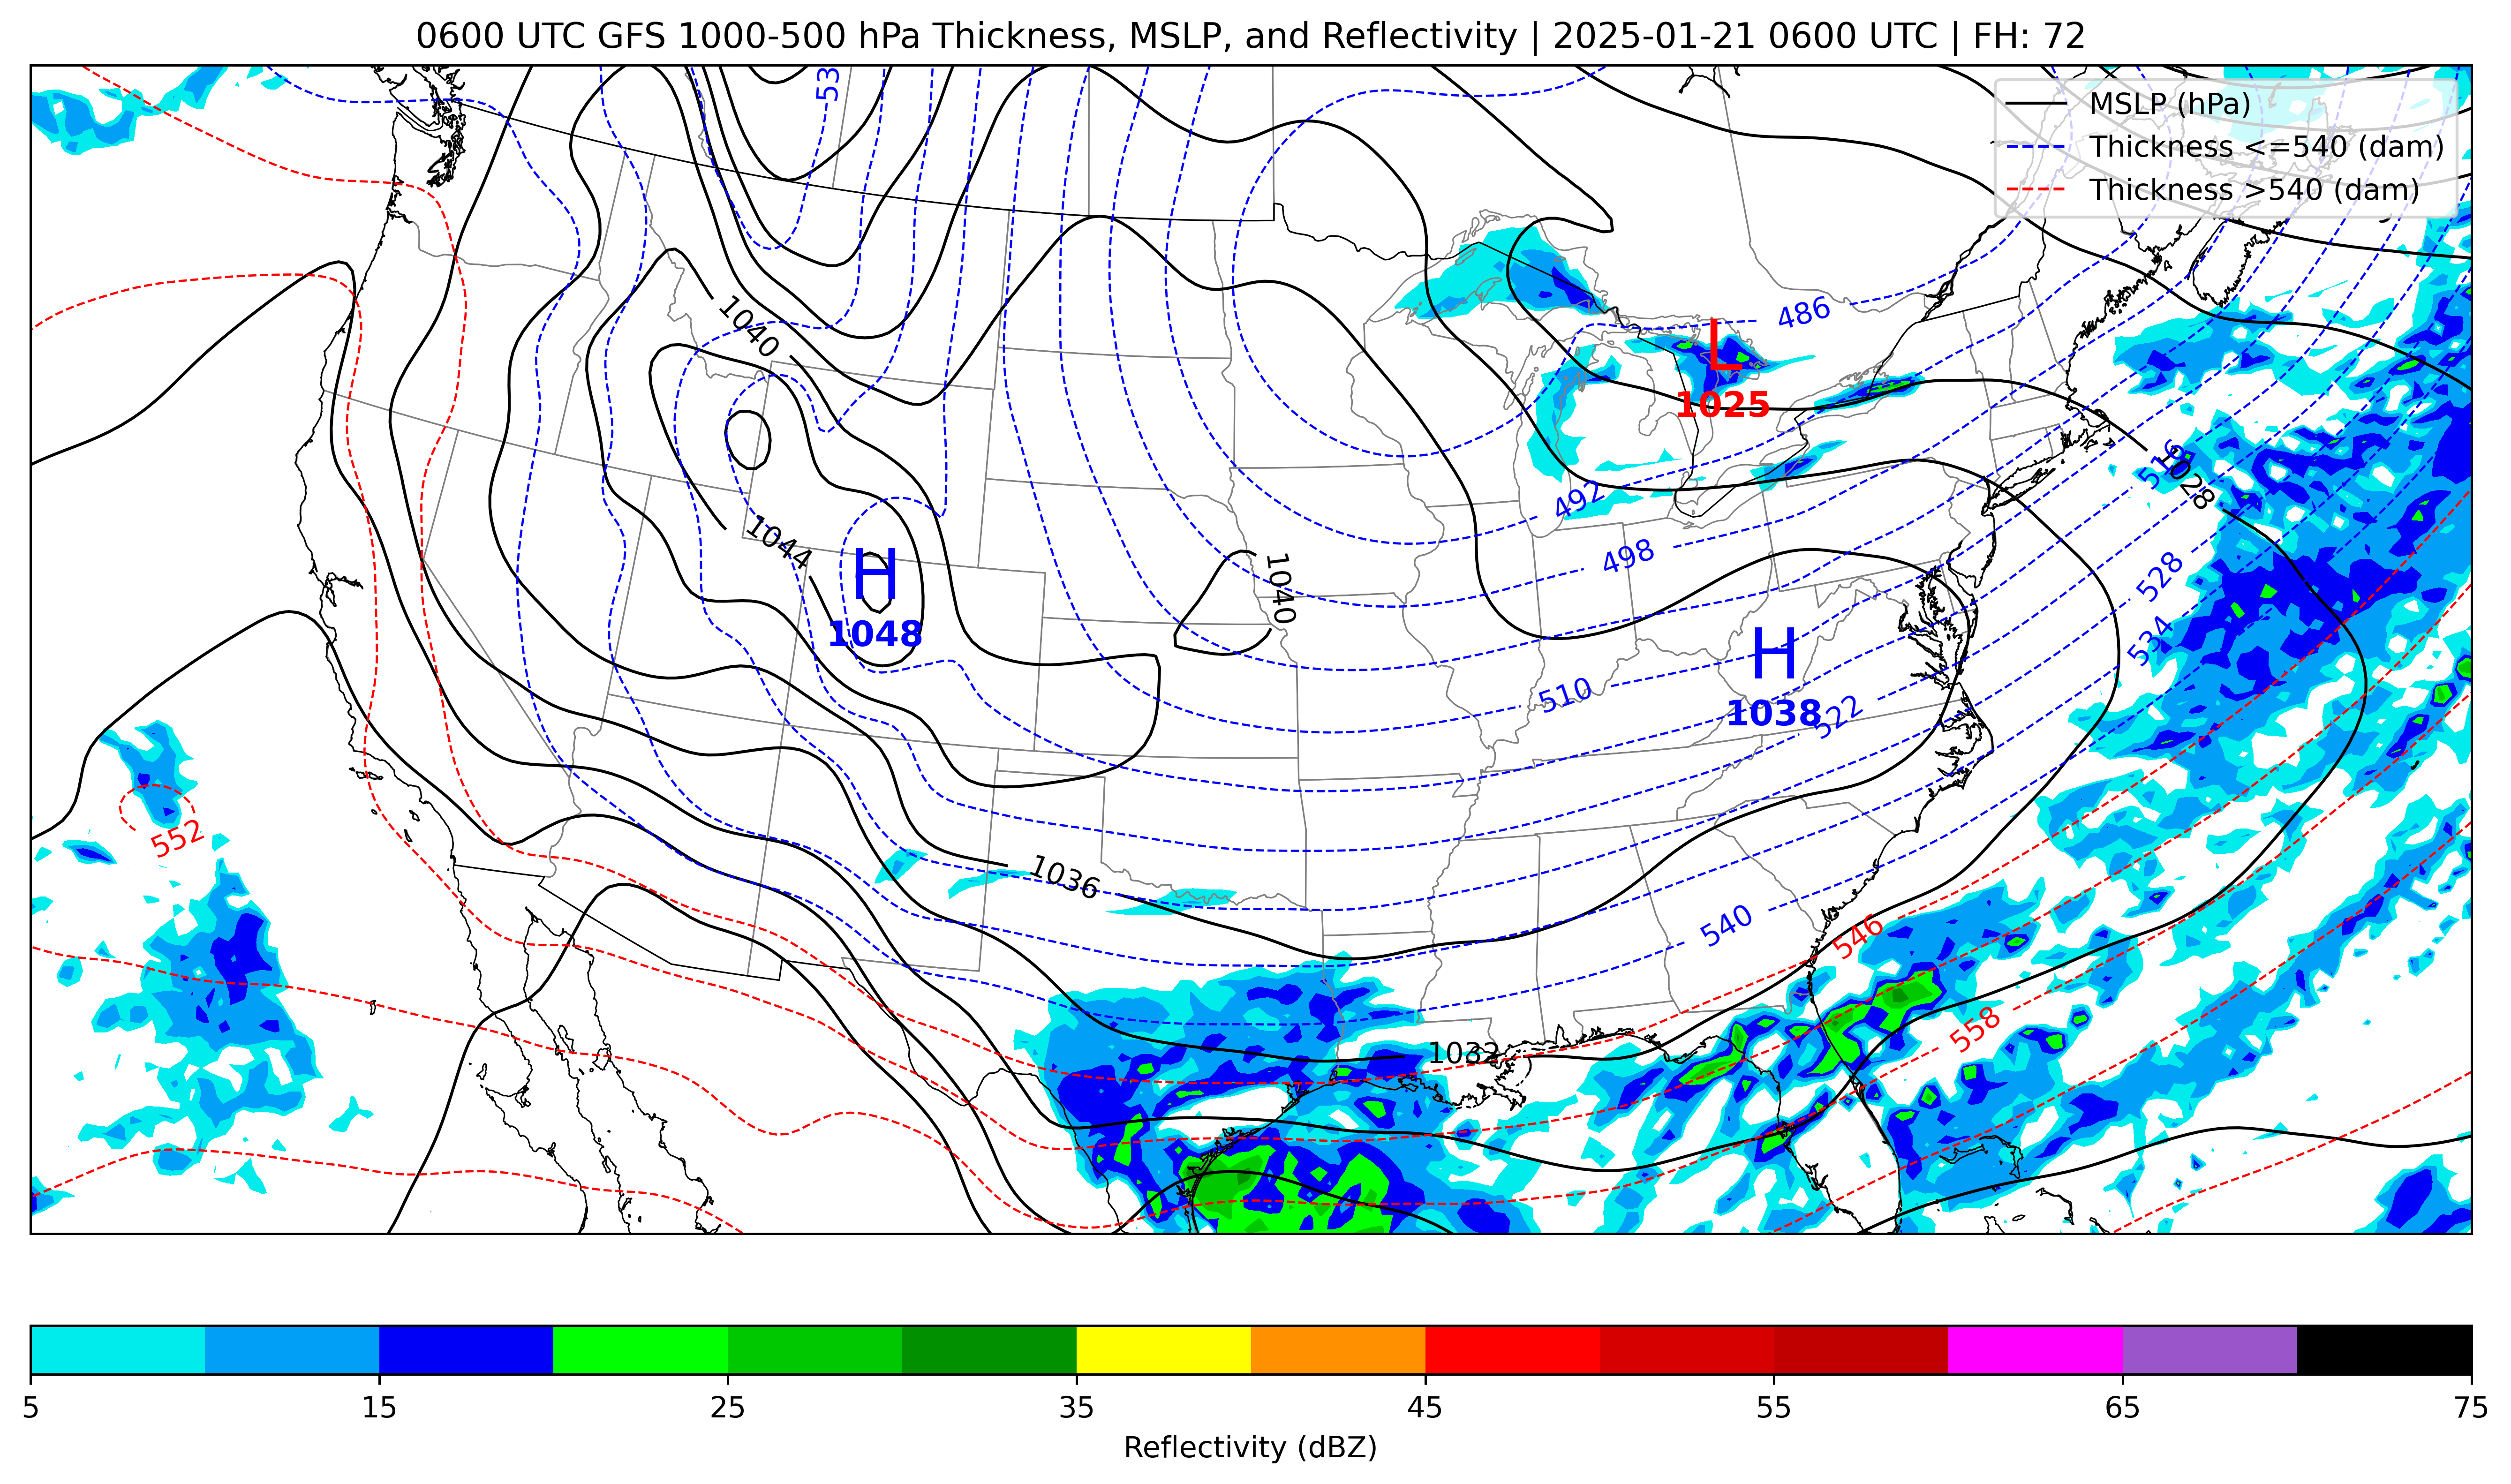 0600 UTC GFS 1000-500 hPa Thickness, MSLP, and Reflectivity | 2025-01-21 0600 UTC | FH: 72
MSLP (hPa)
Thickness <=540 (dam)
Thickness >540 (dam)
53
486
1040
L
1025
516
1028
492
1044
498
H
1048
1040
528
534
H
1038
510
522
552
1036
540
546
558
1032
5 15 25 35 45 55 65 75
Reflectivity (dBZ)